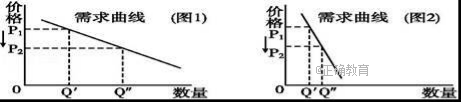 价格
需求曲线 (图1)
P₁
P₂
0
Q′
Q″
数量
价格
需求曲线 (图2)
P₁
P₂
0
Q′
Q″
数量
©正确教育